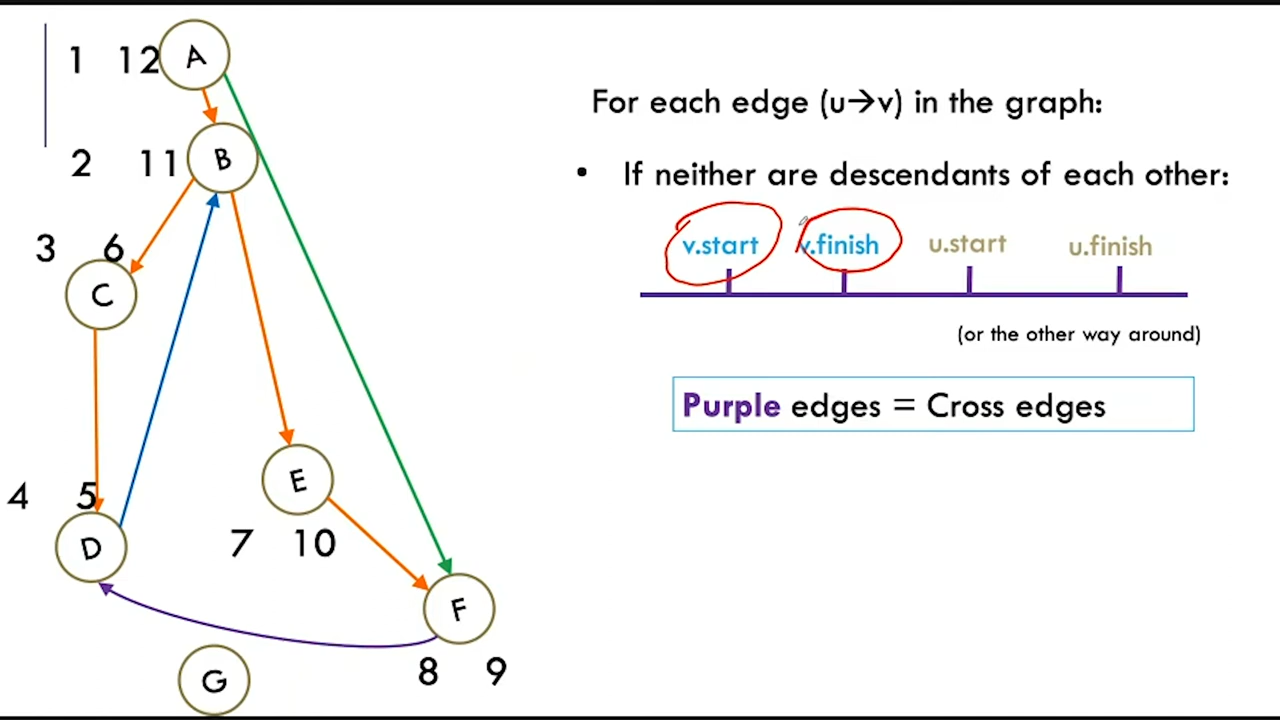 1 12 A
2 11 B
3 6
C
4 5
D
E
7 10
F
8 9
G
For each edge (u→v) in the graph:
• If neither are descendants of each other:
v.start v.finish u.start u.finish
(or the other way around)
Purple edges = Cross edges